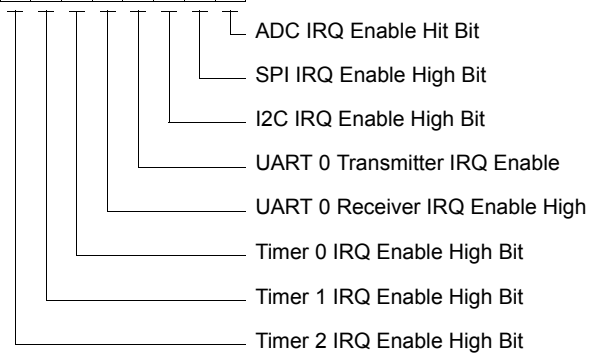 ADC IRQ Enable Hit Bit
SPI IRQ Enable High Bit
I2C IRQ Enable High Bit
UART 0 Transmitter IRQ Enable
UART 0 Receiver IRQ Enable High
Timer 0 IRQ Enable High Bit
Timer 1 IRQ Enable High Bit
Timer 2 IRQ Enable High Bit